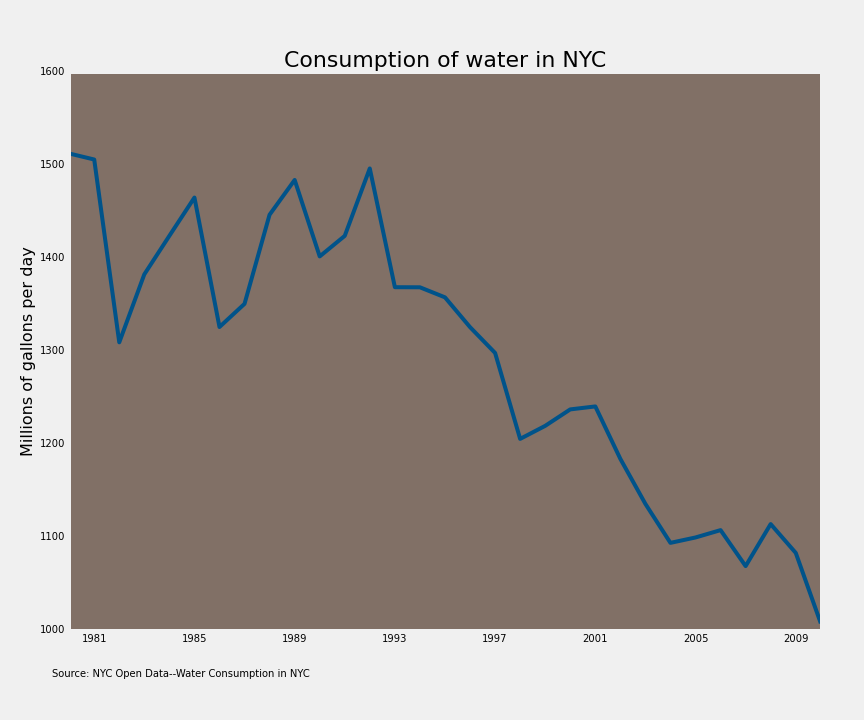 Consumption of water in NYC
1600
1500
1400
1300
1200
1100
1000
Millions of gallons per day
1981 1985 1989 1993 1997 2001 2005 2009
Source: NYC Open Data--Water Consumption in NYC